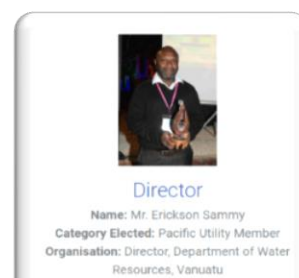 Director
Name: Mr. Erickson Sammy
Category Elected: Pacific Utility Member
Organisation: Director, Department of Water
Resources, Vanuatu